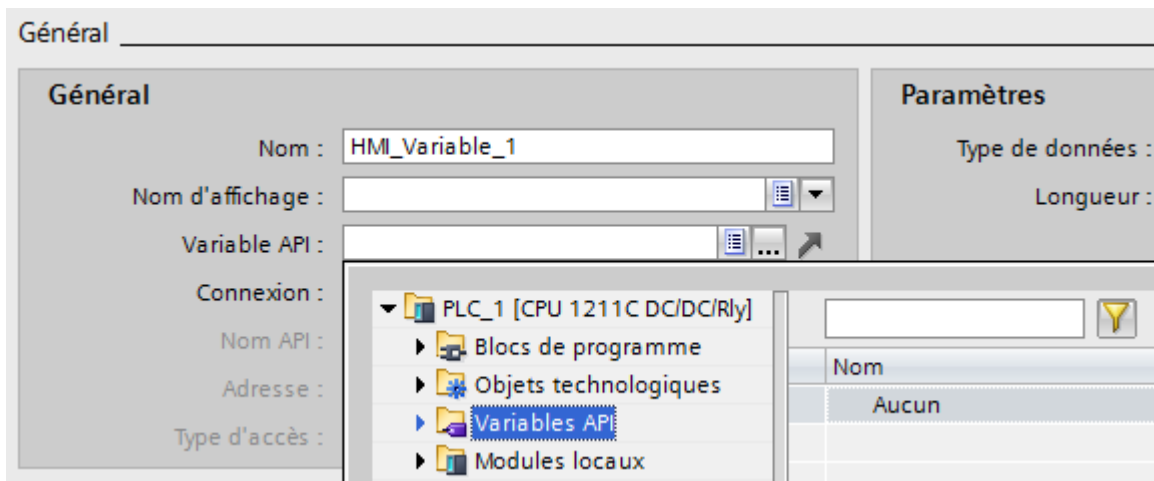 Général
Général
Nom : HMI_Variable_1
Nom d'affichage :
Variable API : ...
Connexion :
Nom API :
Adresse :
Type d'accès :
Paramètres
Type de données :
Longueur :
PLC_1 [CPU 1211C DC/DC/Rly]
Blocs de programme
Objets technologiques
Variables API
Modules locaux
Nom
Aucun